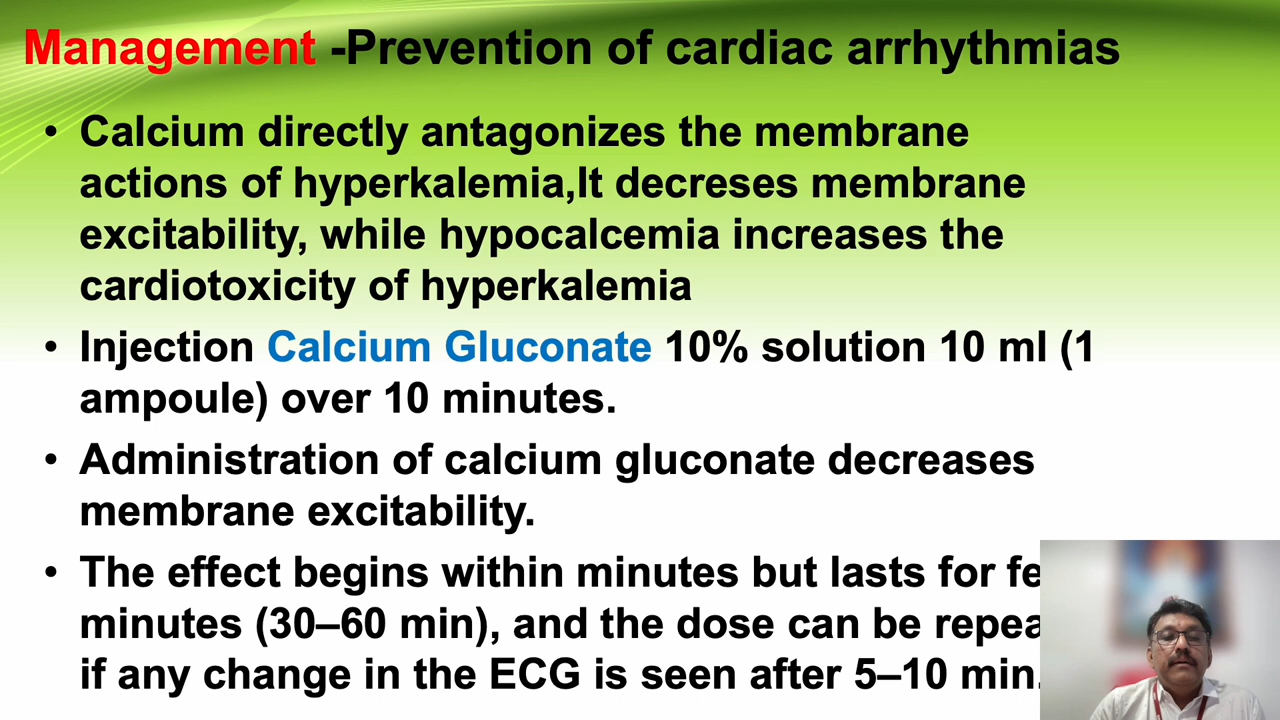 Management -Prevention of cardiac arrhythmias
• Calcium directly antagonizes the membrane
actions of hyperkalemia,It decreses membrane
excitability, while hypocalcemia increases the
cardiotoxicity of hyperkalemia
• Injection Calcium Gluconate 10% solution 10 ml (1
ampoule) over 10 minutes.
• Administration of calcium gluconate decreases
membrane excitability.
• The effect begins within minutes but lasts for
minutes (30–60 min), and the dose can be
if any change in the ECG is seen after 5–10 min.